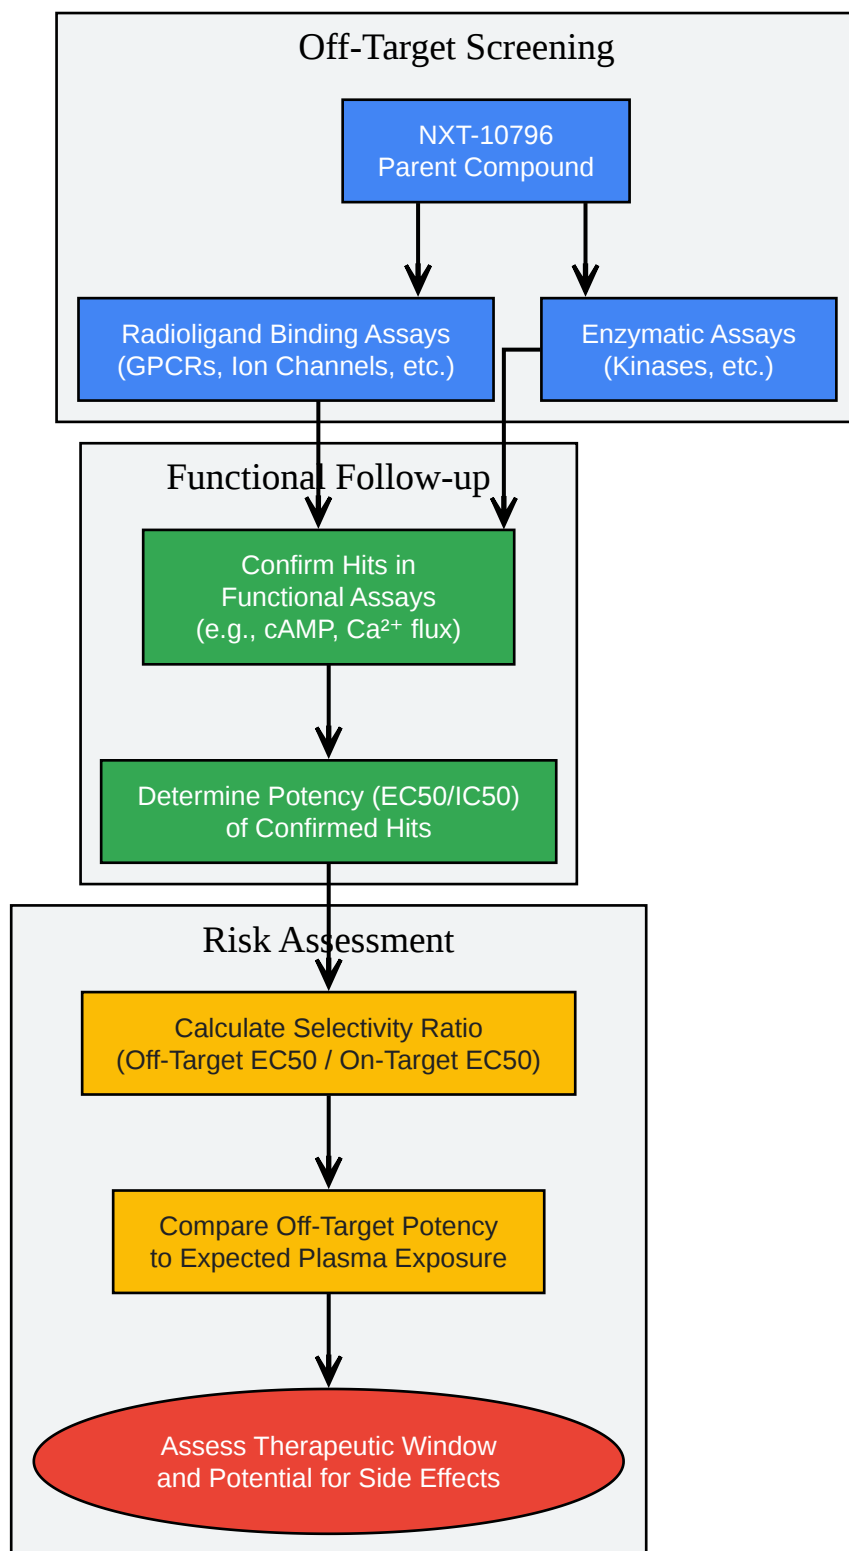 Off-Target Screening
NXT-10796
Parent Compound
Radioligand Binding Assays
(GPCRs, Ion Channels, etc.)
Enzymatic Assays
(Kinases, etc.)
Functional Follow-up
Confirm Hits in
Functional Assays
(e.g., cAMP, Ca²⁺ flux)
Determine Potency (EC50/IC50)
of Confirmed Hits
Risk Assessment
Calculate Selectivity Ratio
(Off-Target EC50 / On-Target EC50)
Compare Off-Target Potency
to Expected Plasma Exposure
Assess Therapeutic Window
and Potential for Side Effects